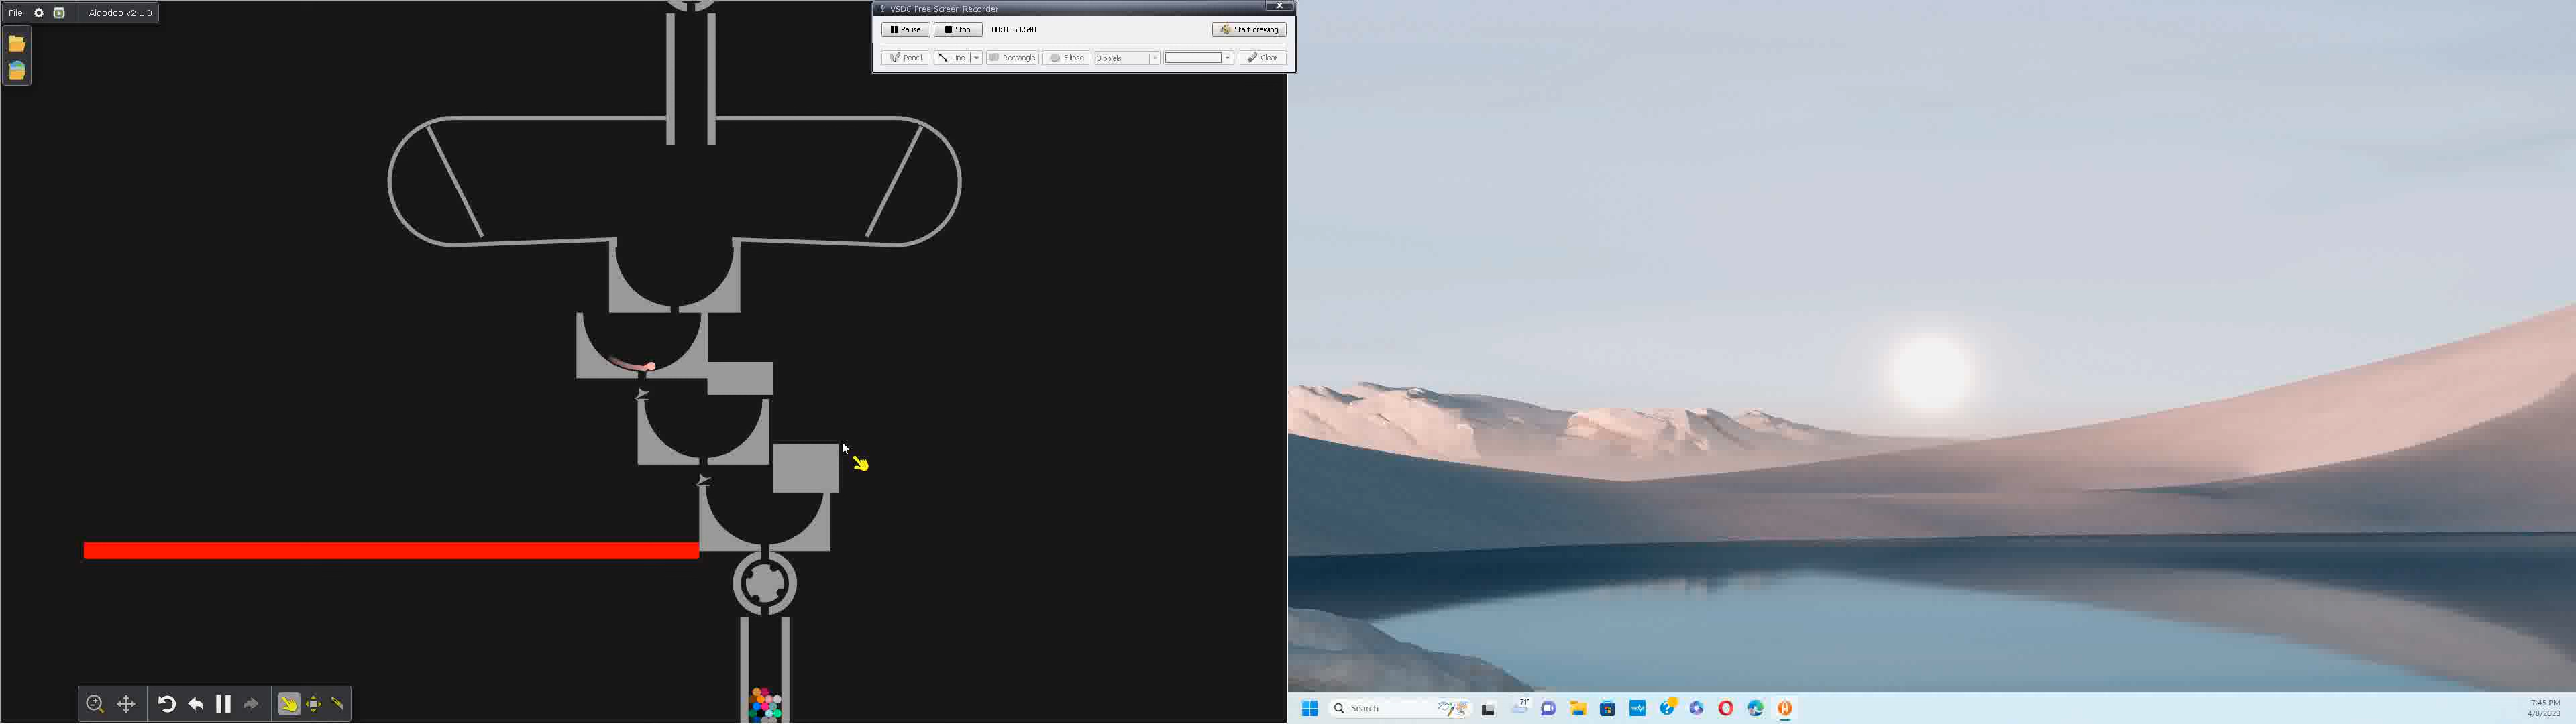 File
Algodoo v2.1.0
VSDC Free Screen Recorder
Pause
Stop
00:10:50.540
Start drawing
Pencil
Line
Rectangle
Ellipse
3 pixels
Clear
Search
71°
7:45 PM
4/8/2023